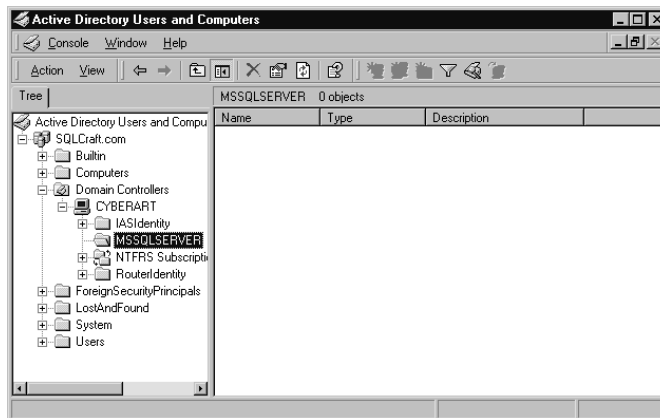 Active Directory Users and Computers
Console Window Help
Action View
Tree
MSSQLSERVER 0 objects
Name Type Description
Active Directory Users and Compu
SQLCraft.com
Builtin
Computers
Domain Controllers
CYBERART
IASIdentity
MSSQLSERVER
NTFRS Subscripti
RouterIdentity
ForeignSecurityPrincipals
LostAndFound
System
Users